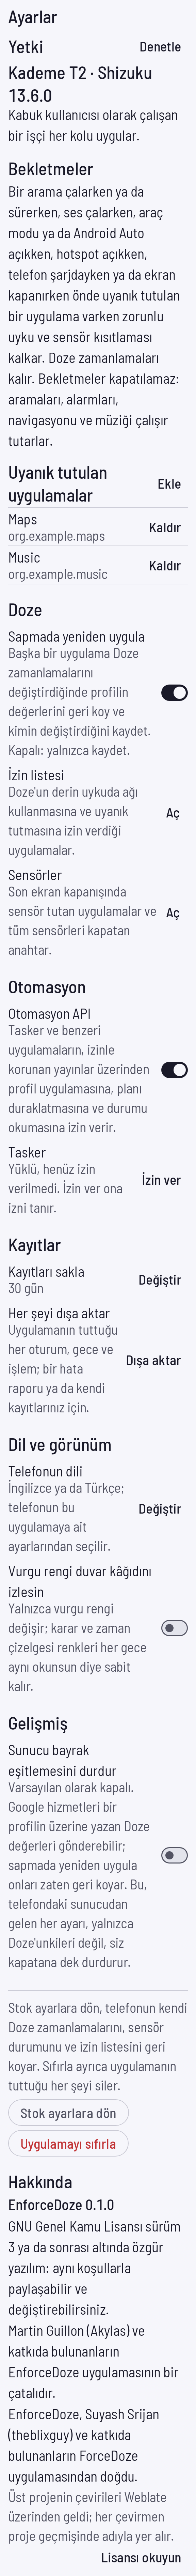 Ayarlar
Yetki
Denetle
Kademe T2 · Shizuku
13.6.0
Kabuk kullanıcısı olarak çalışan
bir işçi her kolu uygular.
Bekletmeler
Bir arama çalarken ya da
sürerken, ses çalarken, araç
modu ya da Android Auto
açıkken, hotspot açıkken,
telefon şarjdayken ya da ekran
kapanırken önde uyanık tutulan
bir uygulama varken zorunlu
uyku ve sensör kısıtlaması
kalkar. Doze zamanlamaları
kalır. Bekletmeler kapatılamaz:
aramaları, alarmları,
navigasyonu ve müziği çalışır
tutarlar.
Uyanık tutulan
uygulamalar
Ekle
Maps
org.example.maps
Kaldır
Music
org.example.music
Kaldır
Doze
Sapmada yeniden uygula
Başka bir uygulama Doze
zamanlamalarını
değiştirdiğinde profilin
değerlerini geri koy ve
kimin değiştirdiğini kaydet.
Kapalı: yalnızca kaydet.
İzin listesi
Doze'un derin uykuda ağı
kullanmasına ve uyanık
tutmasına izin verdiği
uygulamalar.
Aç
Sensörler
Son ekran kapanışında
sensör tutan uygulamalar ve
tüm sensörleri kapatan
anahtar.
Aç
Otomasyon
Otomasyon API
Tasker ve benzeri
uygulamaların, izinle
korunan yayınlar üzerinden
profil uygulamasına, planı
duraklatmasına ve durumu
okumasına izin verir.
Tasker
Yüklü, henüz izin
verilmedi. İzin ver ona
izni tanır.
İzin ver
Kayıtlar
Kayıtları sakla
30 gün
Değiştir
Her şeyi dışa aktar
Uygulamanın tuttuğu
her oturum, gece ve
işlem; bir hata
raporu ya da kendi
kayıtlarınız için.
Dışa aktar
Dil ve görünüm
Telefonun dili
İngilizce ya da Türkçe;
telefonun bu
uygulamaya ait
ayarlarından seçilir.
Değiştir
Vurgu rengi duvar kâğıdını
izlesin
Yalnızca vurgu rengi
değişir; karar ve zaman
çizelgesi renkleri her gece
aynı okunsun diye sabit
kalır.
Gelişmiş
Sunucu bayrak
eşitlemesini durdur
Varsayılan olarak kapalı.
Google hizmetleri bir
profilin üzerine yazan Doze
değerleri gönderebilir;
sapmada yeniden uygula
onları zaten geri koyar. Bu,
telefondaki sunucudan
gelen her ayarı, yalnızca
Doze'unkileri değil, siz
kapatana dek durdurur.
Stok ayarlara dön, telefonun kendi
Doze zamanlamalarını, sensör
durumunu ve izin listesini geri
koyar. Sıfırla ayrıca uygulamanın
tuttuğu her şeyi siler.
Stok ayarlara dön
Uygulamayı sıfırla
Hakkında
EnforceDoze 0.1.0
GNU Genel Kamu Lisansı sürüm
3 ya da sonrası altında özgür
yazılım: aynı koşullarla
paylaşabilir ve
değiştirebilirsiniz.
Martin Guillon (Akylas) ve
katkıda bulunanların
EnforceDoze uygulamasının bir
çatalıdır.
EnforceDoze, Suyash Srijan
(theblixguy) ve katkıda
bulunanların ForceDoze
uygulamasından doğdu.
Üst projenin çevirileri Weblate
üzerinden geldi; her çevirmen
proje geçmişinde adıyla yer alır.
Lisansı okuyun